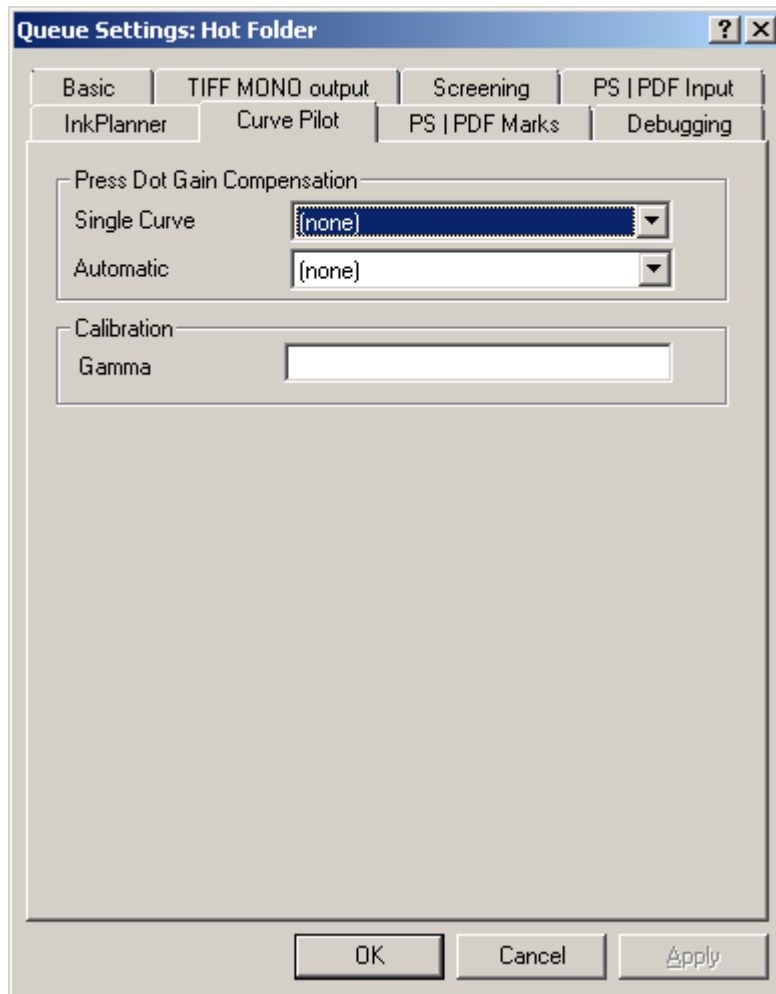 Queue Settings: Hot Folder
Basic TIFF MONO output Screening PS | PDF Input
InkPlanner Curve Pilot PS | PDF Marks Debugging
Press Dot Gain Compensation
Single Curve (none)
Automatic (none)
Calibration
Gamma
OK Cancel Apply